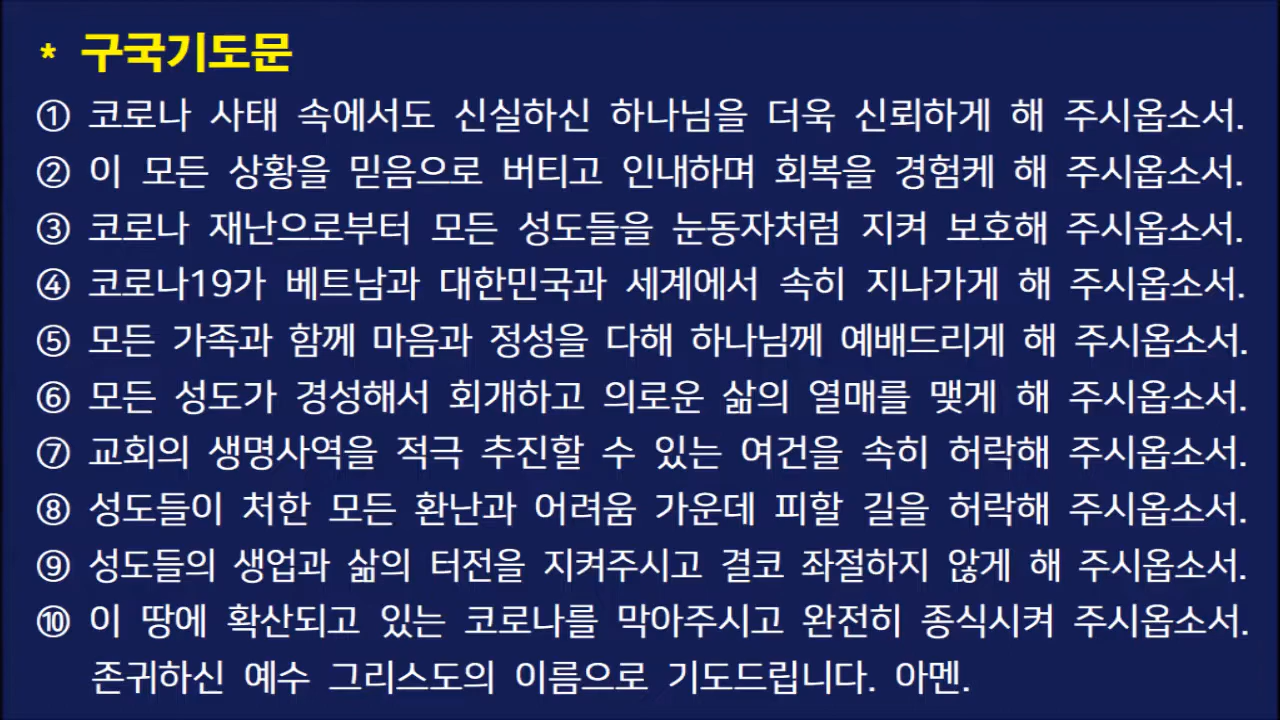 * 구국기도문
① 코로나 사태 속에서도 신실하신 하나님을 더욱 신뢰하게 해 주시옵소서.
② 이 모든 상황을 믿음으로 버티고 인내하며 회복을 경험케 해 주시옵소서.
③ 코로나 재난으로부터 모든 성도들을 눈동자처럼 지켜 보호해 주시옵소서.
④ 코로나19가 베트남과 대한민국과 세계에서 속히 지나가게 해 주시옵소서.
⑤ 모든 가족과 함께 마음과 정성을 다해 하나님께 예배드리게 해 주시옵소서.
⑥ 모든 성도가 경성해서 회개하고 의로운 삶의 열매를 맺게 해 주시옵소서.
⑦ 교회의 생명사역을 적극 추진할 수 있는 여건을 속히 허락해 주시옵소서.
⑧ 성도들이 처한 모든 환난과 어려움 가운데 피할 길을 허락해 주시옵소서.
⑨ 성도들의 생업과 삶의 터전을 지켜주시고 결코 좌절하지 않게 해 주시옵소서.
⑩ 이 땅에 확산되고 있는 코로나를 막아주시고 완전히 종식시켜 주시옵소서.
존귀하신 예수 그리스도의 이름으로 기도드립니다. 아멘.